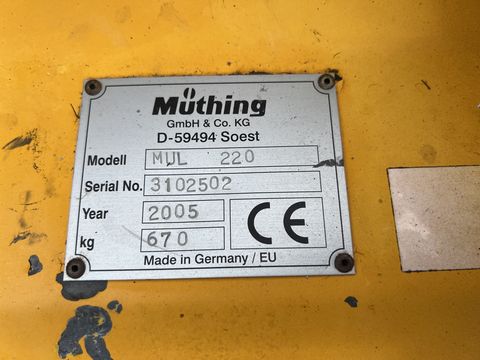 Müthing
GmbH & Co. KG
D-59494 Soest
Modell MUL 220
Serial No. 3102502
Year 2005
kg 670
CE
Made in Germany / EU